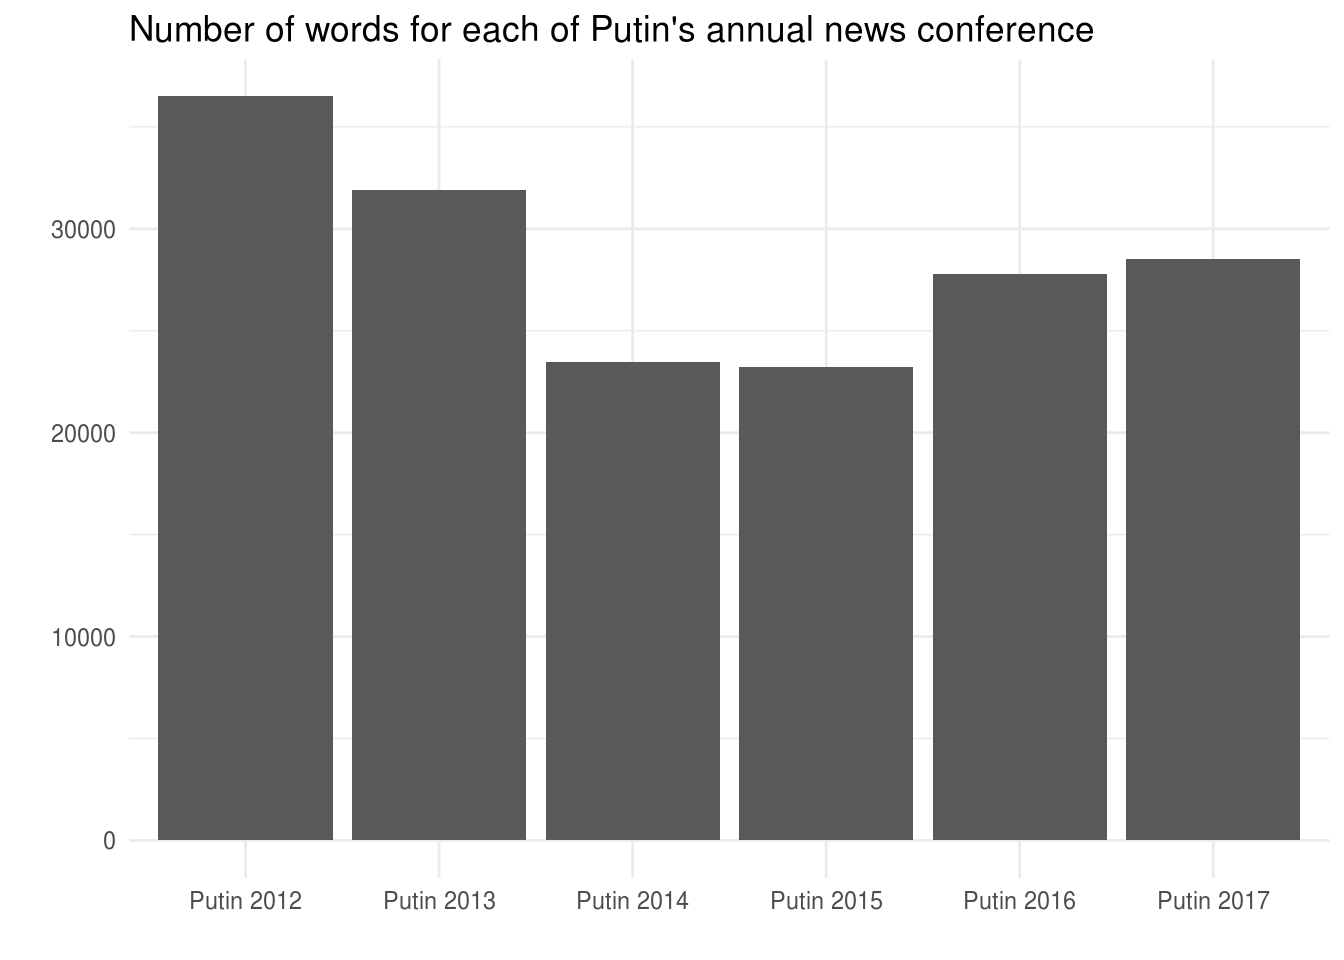 Number of words for each of Putin's annual news conference
30000
20000
10000
0
Putin 2012 Putin 2013 Putin 2014 Putin 2015 Putin 2016 Putin 2017